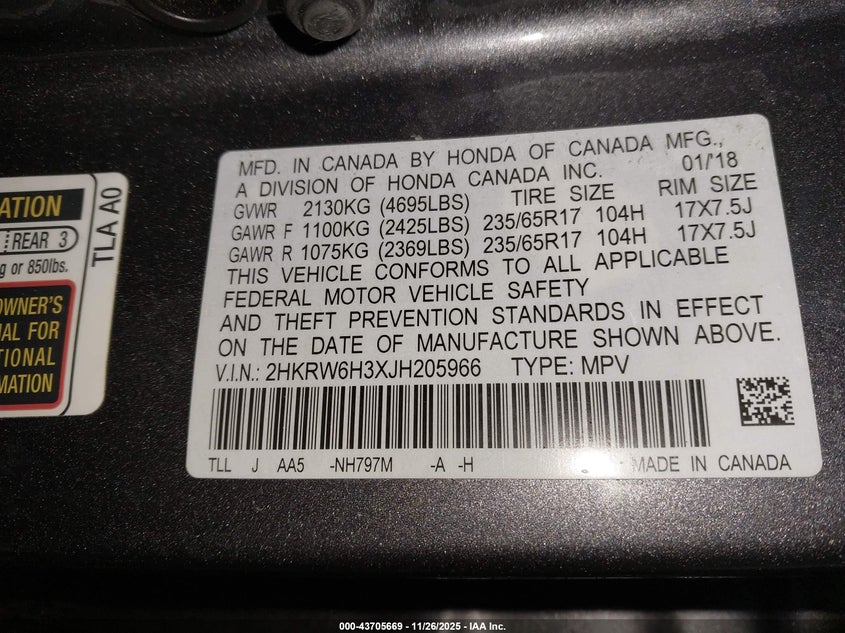 ATION
REAR 3
g or 850lbs.
OWNER'S
AL FOR
TIONAL
MATION
TLA A0
MFD. IN CANADA BY HONDA OF CANADA MFG.,
A DIVISION OF HONDA CANADA INC. 01/18
GVWR 2130KG (4695LBS) TIRE SIZE RIM SIZE
GAWR F 1100KG (2425LBS) 235/65R17 104H 17X7.5J
GAWR R 1075KG (2369LBS) 235/65R17 104H 17X7.5J
THIS VEHICLE CONFORMS TO ALL APPLICABLE
FEDERAL MOTOR VEHICLE SAFETY
AND THEFT PREVENTION STANDARDS IN EFFECT
ON THE DATE OF MANUFACTURE SHOWN ABOVE.
V.I.N.: 2HKRW6H3XJH205966 TYPE: MPV
TLL J AA5 -NH797M -A -H MADE IN CANADA
000-43705669 - 11/26/2025 - IAA Inc.